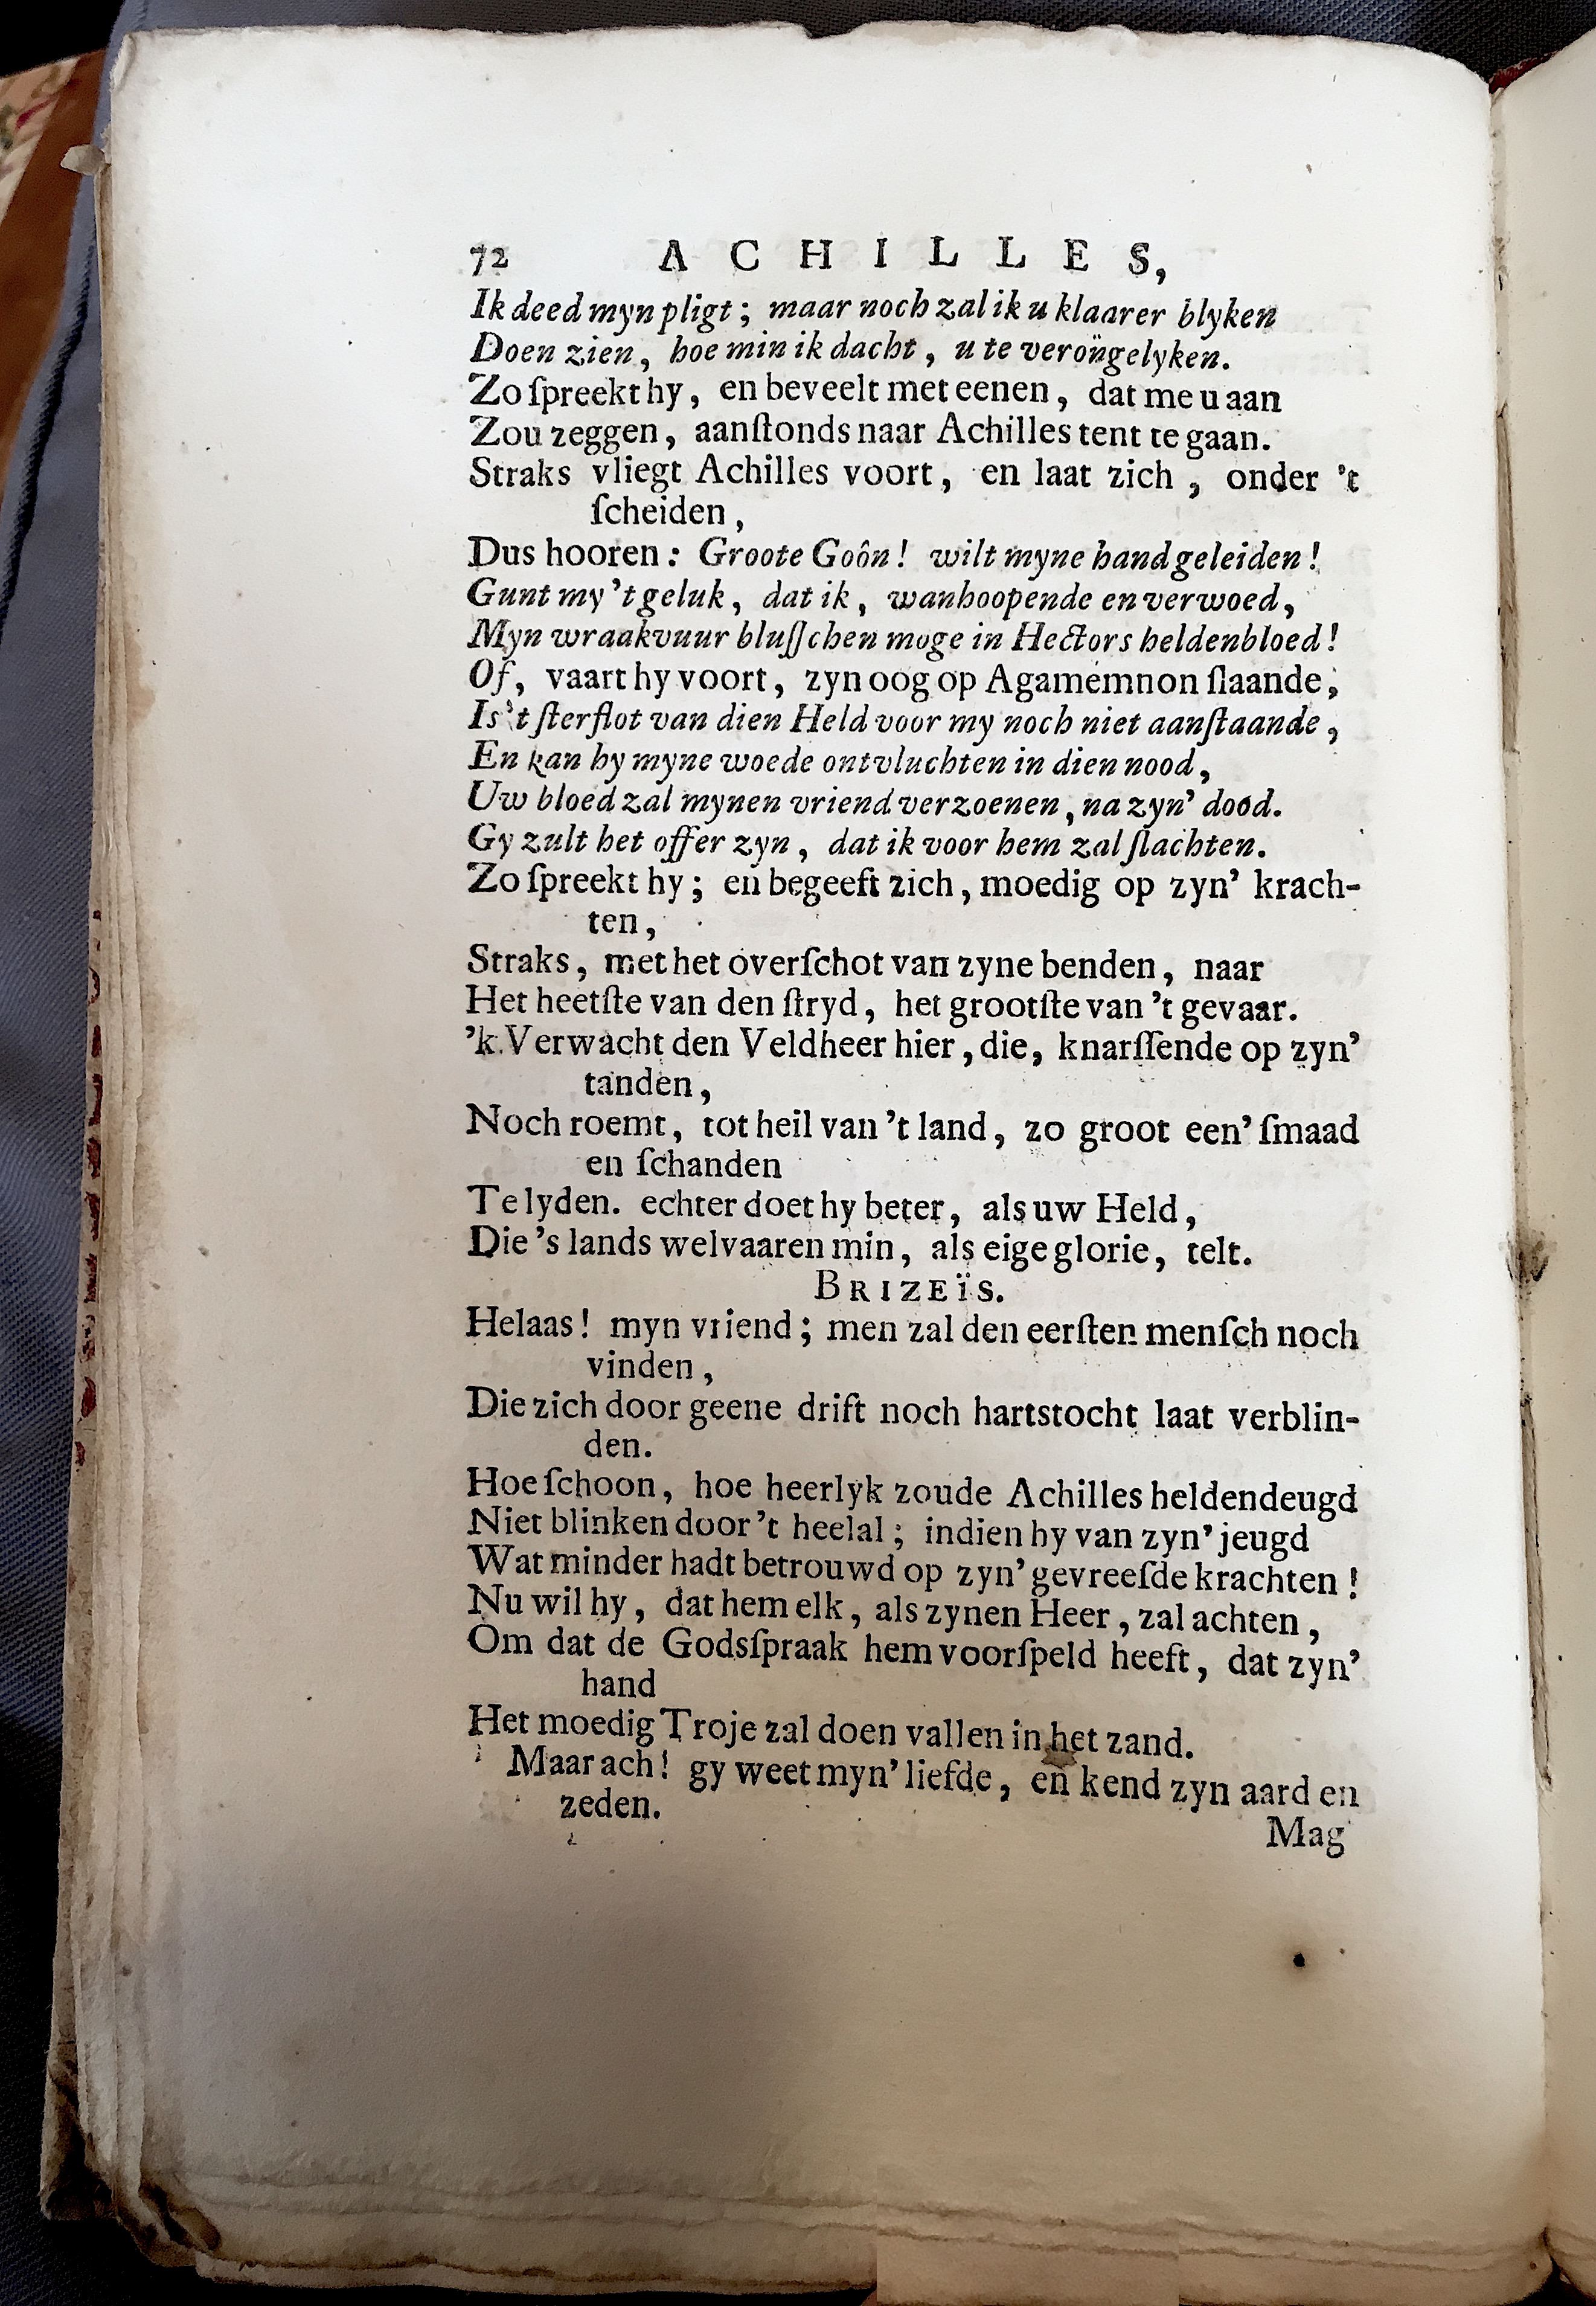 72 ACHILLES,
Ik deed myn pligt; maar noch zal ik u klaarer blyken
Doen zien, hoe min ik dacht, u te veröngelyken.
Zo ſpreekt hy, en beveelt met eenen, dat me u aan
Zou zeggen, aanſtonds naar Achilles tent te gaan.
Straks vliegt Achilles voort, en laat zich, onder 't
ſcheiden,
Dus hooren: Groote Goôn! wilt myne hand geleiden!
Gunt my 't geluk, dat ik, wanhoopende en verwoed,
Myn wraakvuur bluſſchen moge in Hectors heldenbloed!
Of, vaart hy voort, zyn oog op Agamemnon ſlaande,
Is 't ſterflot van dien Held voor my noch niet aanſtaande,
En kan hy myne woede ontvluchten in dien nood,
Uw bloed zal mynen vriend verzoenen, na zyn' dood.
Gy zult het offer zyn, dat ik voor hem zal ſlachten.
Zo ſpreekt hy; en begeeft zich, moedig op zyn' krach-
ten,
Straks, met het overſchot van zyne benden, naar
Het heetſte van den ſtryd, het grootſte van 't gevaar.
'k Verwacht den Veldheer hier, die, knarſſende op zyn'
tanden,
Noch roemt, tot heil van 't land, zo groot een' ſmaad
en ſchanden
Te lyden. echter doet hy beter, als uw Held,
Die 's lands welvaaren min, als eige glorie, telt.
BRIZEÏS.
Helaas! myn vriend; men zal den eerſten menſch noch
vinden,
Die zich door geene drift noch hartstocht laat verblin-
den.
Hoe ſchoon, hoe heerlyk zoude Achilles heldendeugd
Niet blinken door 't heelal; indien hy van zyn' jeugd
Wat minder hadt betrouwd op zyn' gevreeſde krachten!
Nu wil hy, dat hem elk, als zynen Heer, zal achten,
Om dat de Godsſpraak hem voorſpeld heeft, dat zyn'
hand
Het moedig Troje zal doen vallen in het zand.
Maar ach! gy weet myn' liefde, en kend zyn aard en
zeden.
Mag